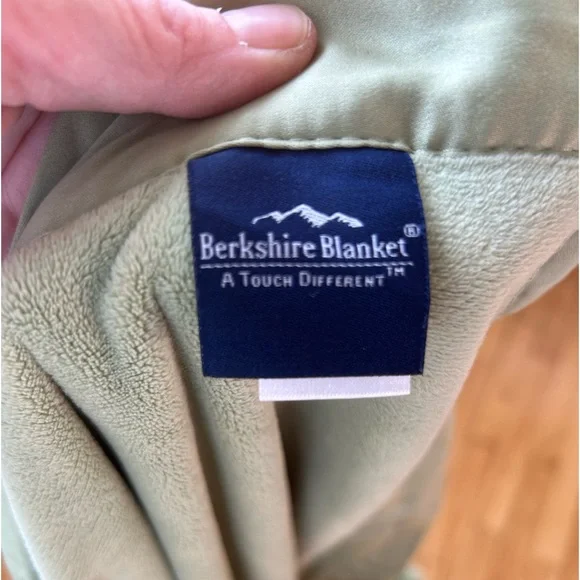 Berkshire Blanket®
A Touch Different™